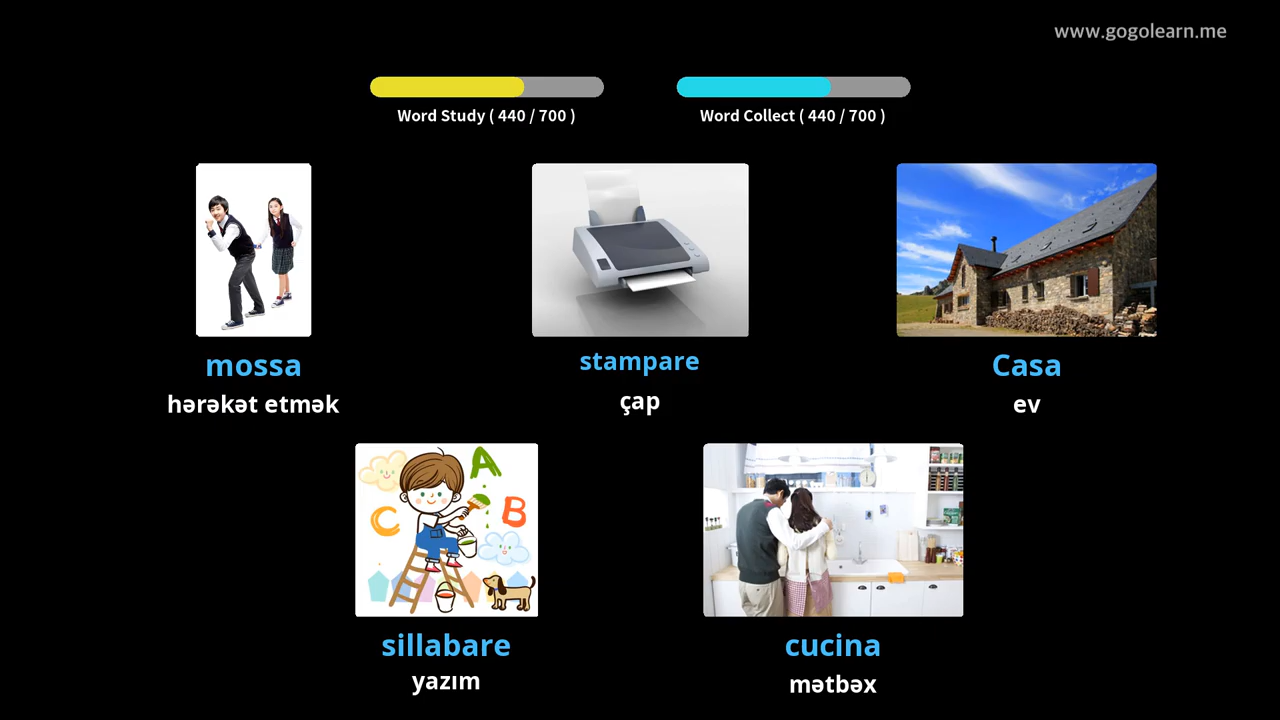 www.gogolearn.me
Word Study ( 440 / 700 )
Word Collect ( 440 / 700 )
mossa
hərəkət etmək
stampare
çap
Casa
ev
A
B
C
sillabare
yazım
cucina
mətbəx